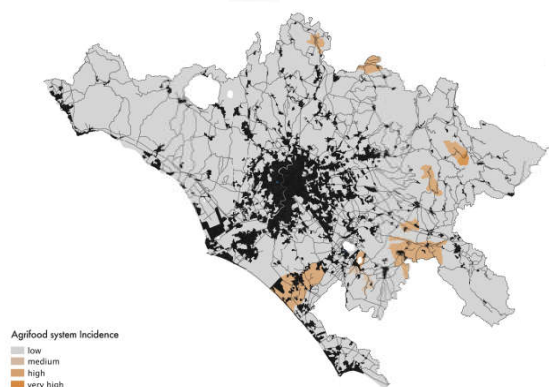 Agrifood system Incidence
low
medium
high
very high